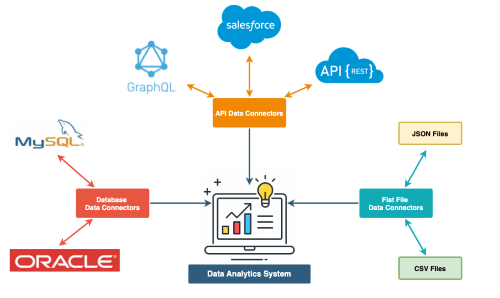 salesforce
GraphQL
API {REST}
API Data Connectors
MySQL®
JSON Files
Database
Data Connectors
Flat File
Data Connectors
ORACLE®
CSV Files
Data Analytics System